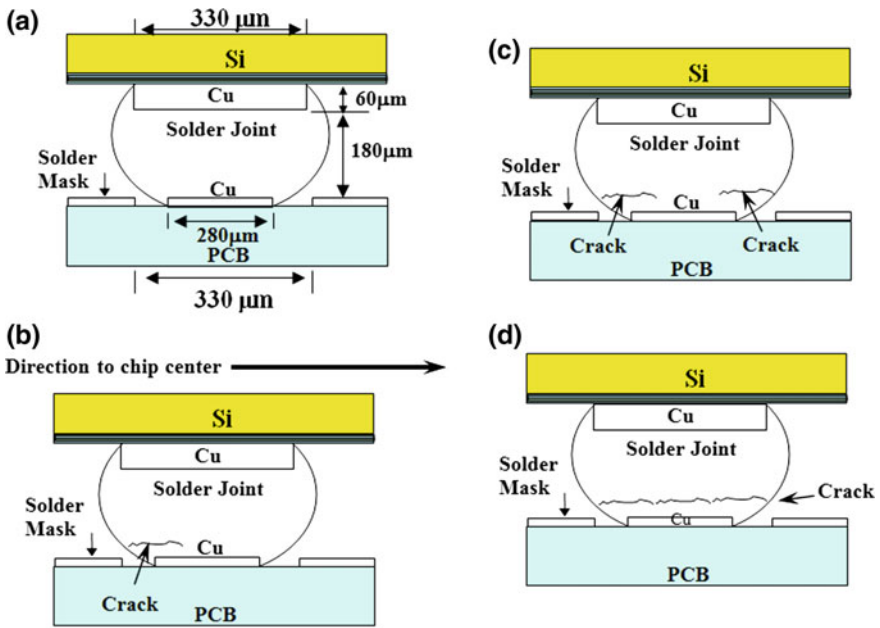 (a)
330 μm
Si
Cu
60μm
Solder Joint
180μm
Solder
Mask
Cu
280μm
PCB
330 μm
(b)
Direction to chip center
Si
Cu
Solder Joint
Solder
Mask
Cu
Crack
PCB
(c)
Si
Cu
Solder Joint
Solder
Mask
Cu
Crack
Crack
PCB
(d)
Si
Cu
Solder Joint
Solder
Mask
Crack
Cu
PCB